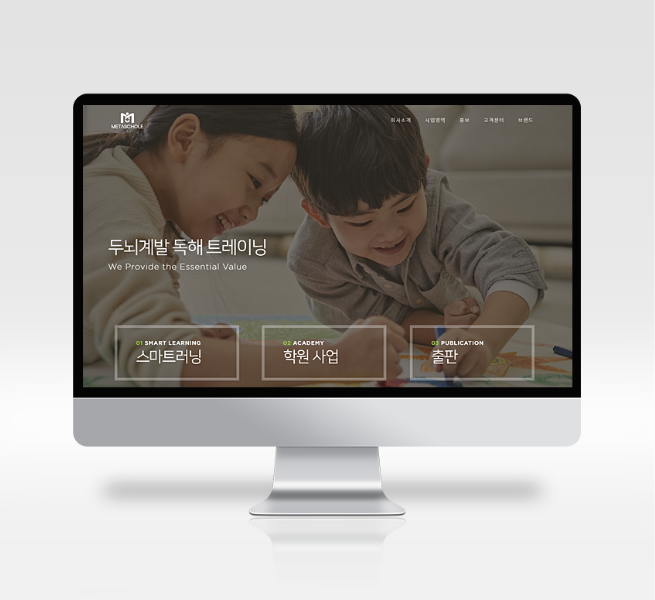 METASCHOLE
회사소개 사업영역 홍보 고객센터 브랜드
두뇌계발 독해 트레이닝
We Provide the Essential Value
01 SMART LEARNING
스마트러닝
02 ACADEMY
학원 사업
03 PUBLICATION
출판